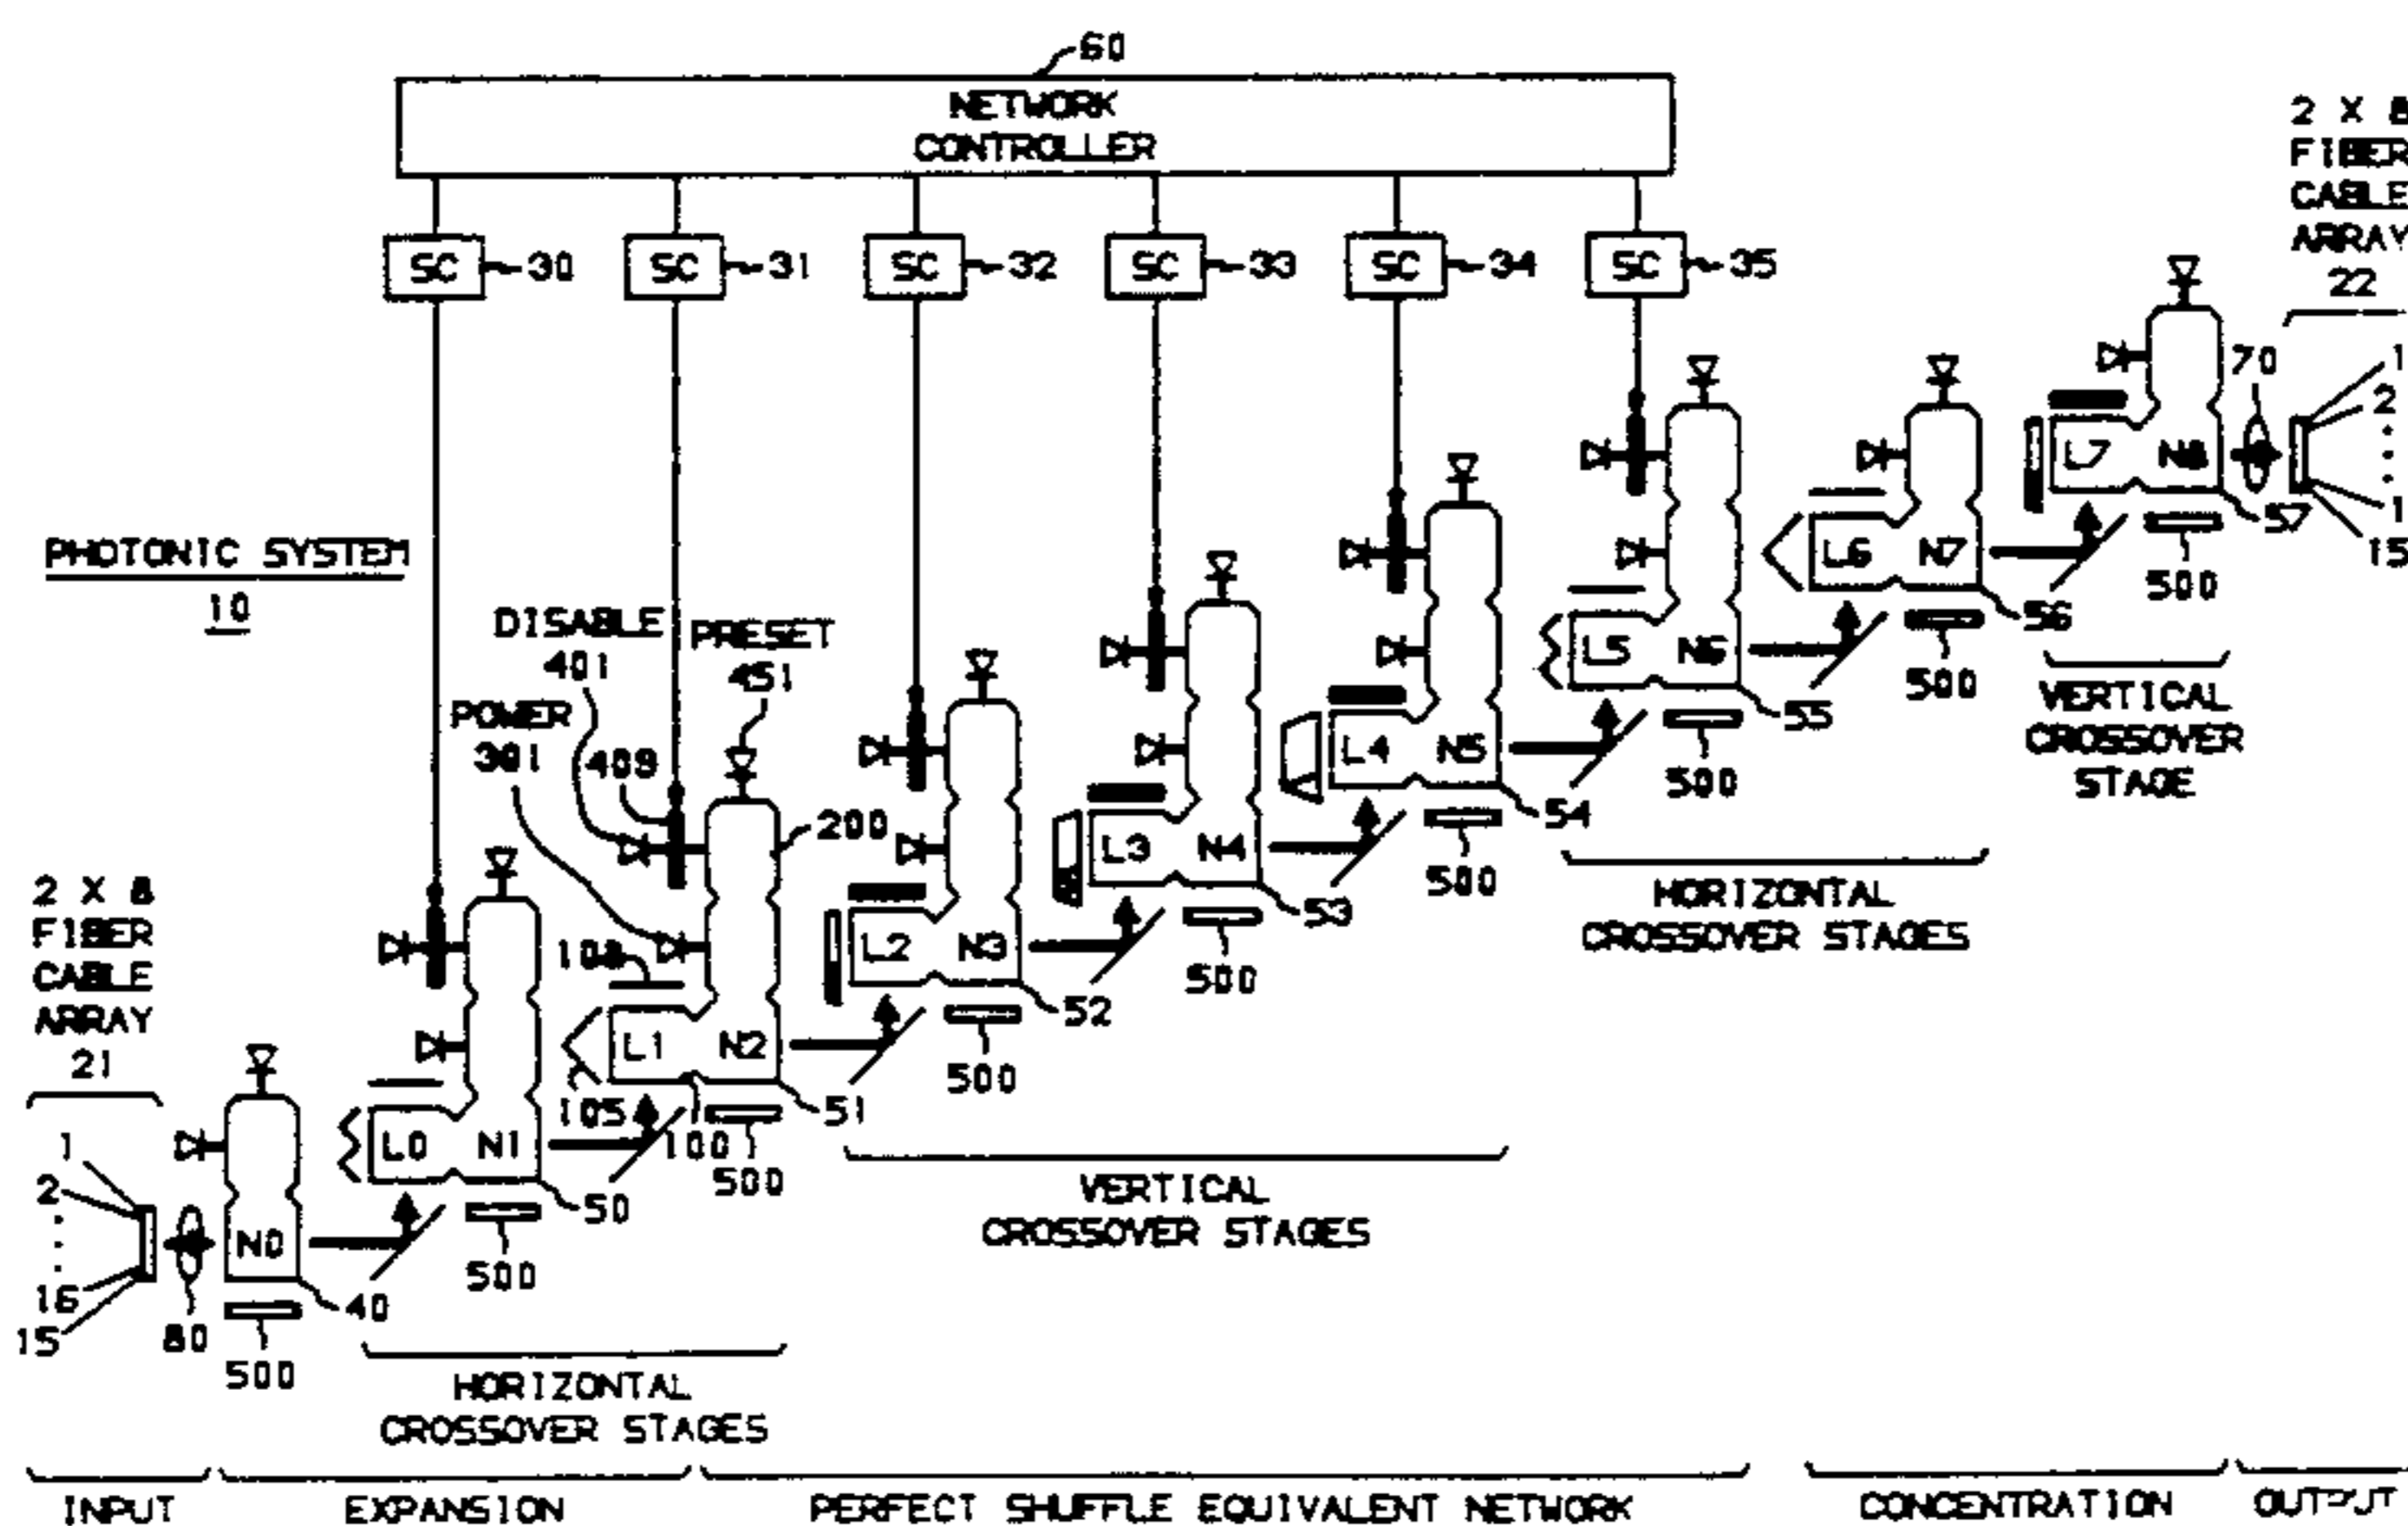 60
NETWORK
CONTROLLER
2 X 8
FIBER
CABLE
ARRAY
22
SC 30
SC 31
SC 32
SC 33
SC 34
SC 35
70
1
2
1
15
L7 N8
57
500
PHOTONIC SYSTEM
10
L6 N7
56
500
VERTICAL
CROSSOVER
STAGE
DISABLE
401
PRESET
451
POWER
301
409
200
L5 N6
55
500
L4 N5
54
500
HORIZONTAL
CROSSOVER STAGES
L3 N4
53
500
2 X 8
FIBER
CABLE
ARRAY
21
L2 N3
52
500
L1 N2
105
100
51
500
VERTICAL
CROSSOVER STAGES
L0 N1
50
500
1
2
16
15
80
N0
40
500
HORIZONTAL
CROSSOVER STAGES
INPUT
EXPANSION
PERFECT SHUFFLE EQUIVALENT NETWORK
CONCENTRATION
OUTPUT